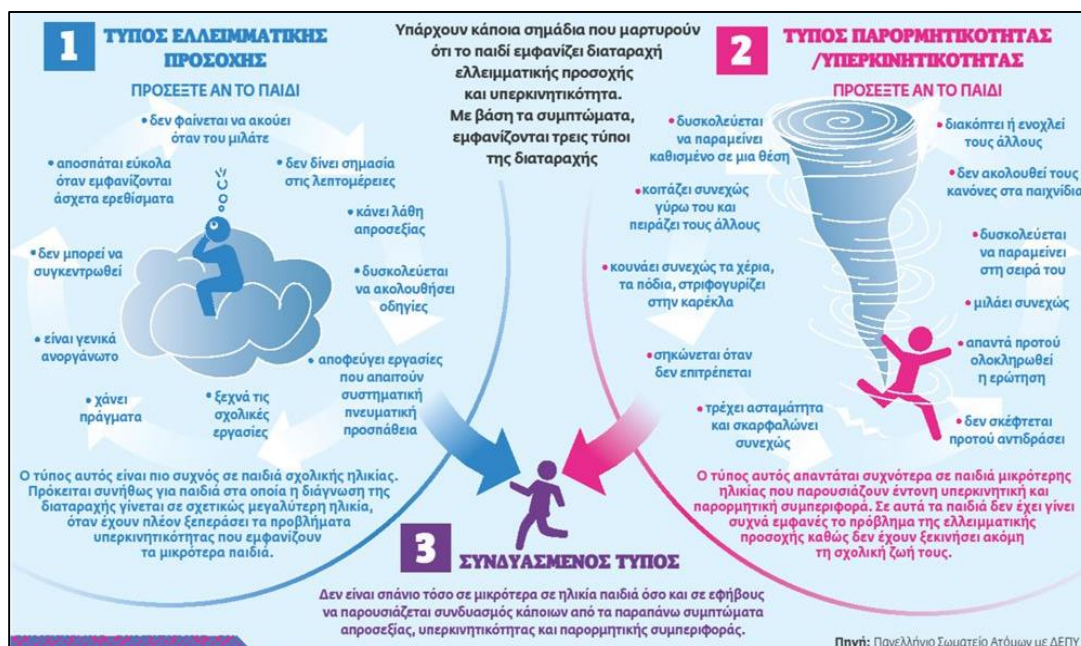 1
ΤΥΠΟΣ ΕΛΛΕΙΜΜΑΤΙΚΗΣ
ΠΡΟΣΟΧΗΣ
ΠΡΟΣΕΞΤΕ ΑΝ ΤΟ ΠΑΙΔΙ
• δεν φαίνεται να ακούει
όταν του μιλάτε
• αποσπάται εύκολα
όταν εμφανίζονται
άσχετα ερεθίσματα
• δεν δίνει σημασία
στις λεπτομέρειες
• κάνει λάθη
απροσεξίας
• δεν μπορεί να
συγκεντρωθεί
• δυσκολεύεται
να ακολουθήσει
οδηγίες
• είναι γενικά
ανοργάνωτο
• αποφεύγει εργασίες
που απαιτούν
συστηματική
πνευματική
προσπάθεια
• χάνει
πράγματα
• ξεχνά τις
σχολικές
εργασίες
Ο τύπος αυτός είναι πιο συχνός σε παιδιά σχολικής ηλικίας.
Πρόκειται συνήθως για παιδιά στα οποία η διάγνωση της
διαταραχής γίνεται σε σχετικώς μεγαλύτερη ηλικία,
όταν έχουν πλέον ξεπεράσει τα προβλήματα
υπερκινητικότητας που εμφανίζουν
τα μικρότερα παιδιά.
Υπάρχουν κάποια σημάδια που μαρτυρούν
ότι το παιδί εμφανίζει διαταραχή
ελλειμματικής προσοχής
και υπερκινητικότητα.
Με βάση τα συμπτώματα,
εμφανίζονται τρεις τύποι
της διαταραχής
2
ΤΥΠΟΣ ΠΑΡΟΡΜΗΤΙΚΟΤΗΤΑΣ
/ΥΠΕΡΚΙΝΗΤΙΚΟΤΗΤΑΣ
ΠΡΟΣΕΞΤΕ ΑΝ ΤΟ ΠΑΙΔΙ
• δυσκολεύεται
να παραμείνει
καθισμένο σε μια θέση
• κοιτάζει συνεχώς
γύρω του και
πειράζει τους άλλους
• κουνάει συνεχώς τα χέρια,
τα πόδια, στριφογυρίζει
στην καρέκλα
• σηκώνεται όταν
δεν επιτρέπεται
• τρέχει ασταμάτητα
και σκαρφαλώνει
συνεχώς
• διακόπτει ή ενοχλεί
τους άλλους
• δεν ακολουθεί τους
κανόνες στα παιχνίδια
• δυσκολεύεται
να παραμείνει
στη σειρά του
• μιλάει συνεχώς
• απαντά προτού
ολοκληρωθεί
η ερώτηση
• δεν σκέφτεται
προτού αντιδράσει
Ο τύπος αυτός απαντάται συχνότερα σε παιδιά μικρότερης
ηλικίας που παρουσιάζουν έντονη υπερκινητική και
παρορμητική συμπεριφορά. Σε αυτά τα παιδιά δεν έχει γίνει
συχνά εμφανές το πρόβλημα της ελλειμματικής
προσοχής καθώς δεν έχουν ξεκινήσει ακόμη
τη σχολική ζωή τους.
3
ΣΥΝΔΥΑΣΜΕΝΟΣ ΤΥΠΟΣ
Δεν είναι σπάνιο τόσο σε μικρότερα σε ηλικία παιδιά όσο και σε εφήβους
να παρουσιάζεται συνδυασμός κάποιων από τα παραπάνω συμπτώματα
απροσεξίας, υπερκινητικότητας και παρορμητικής συμπεριφοράς.
Πηγή: Πανελλήνιο Σωματείο Ατόμων με ΔΕΠΥ